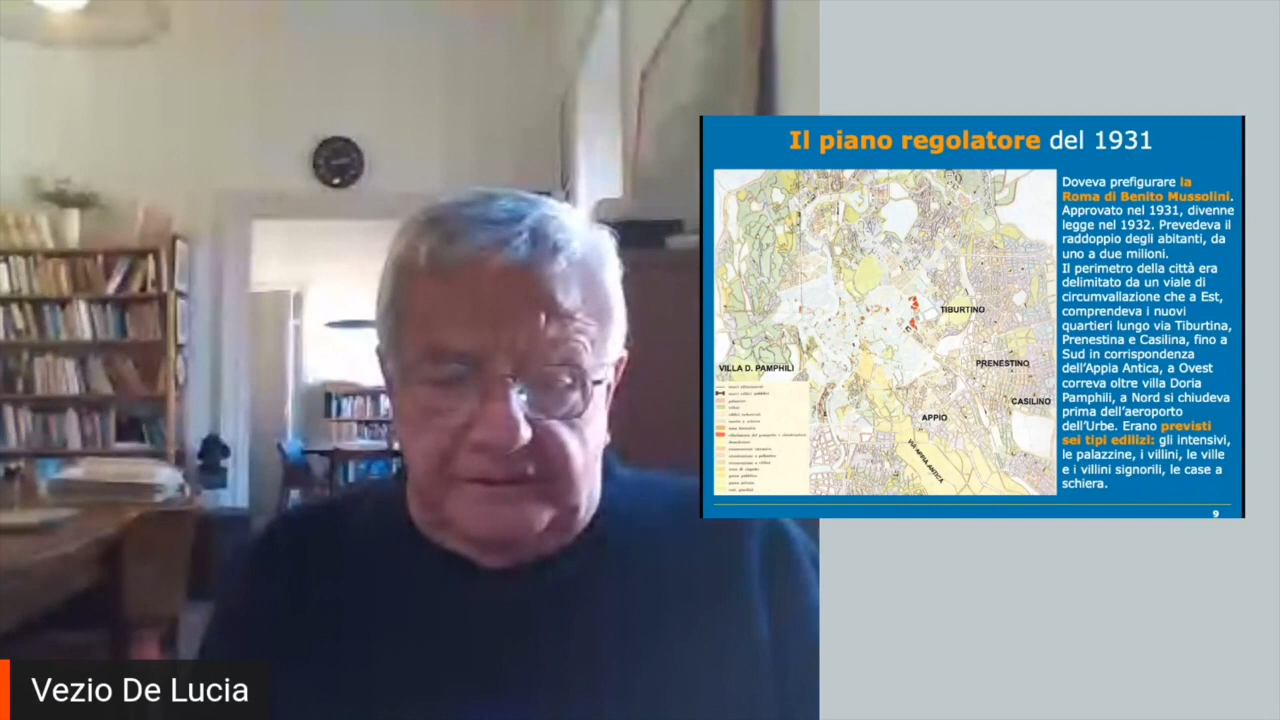 Il piano regolatore del 1931
Doveva prefigurare la
Roma di Benito Mussolini.
Approvato nel 1931, divenne
legge nel 1932. Prevedeva il
raddoppio degli abitanti, da
uno a due milioni.
Il perimetro della città era
delimitato da un viale di
circumvallazione che a Est,
comprendeva i nuovi
quartieri lungo via Tiburtina,
Prenestina e Casilina, fino a
Sud in corrispondenza
dell'Appia Antica, a Ovest
correva oltre villa Doria
Pamphili, a Nord si chiudeva
prima dell'aeroporto
dell'Urbe. Erano previsti
sei tipi edilizi: gli intensivi,
le palazzine, i villini, le ville
e i villini signorili, le case a
schiera.
TIBURTINO
PRENESTINO
VILLA D. PAMPHILI
CASILINO
APPIO
VIA APPIA ANTICA
9
Vezio De Lucia